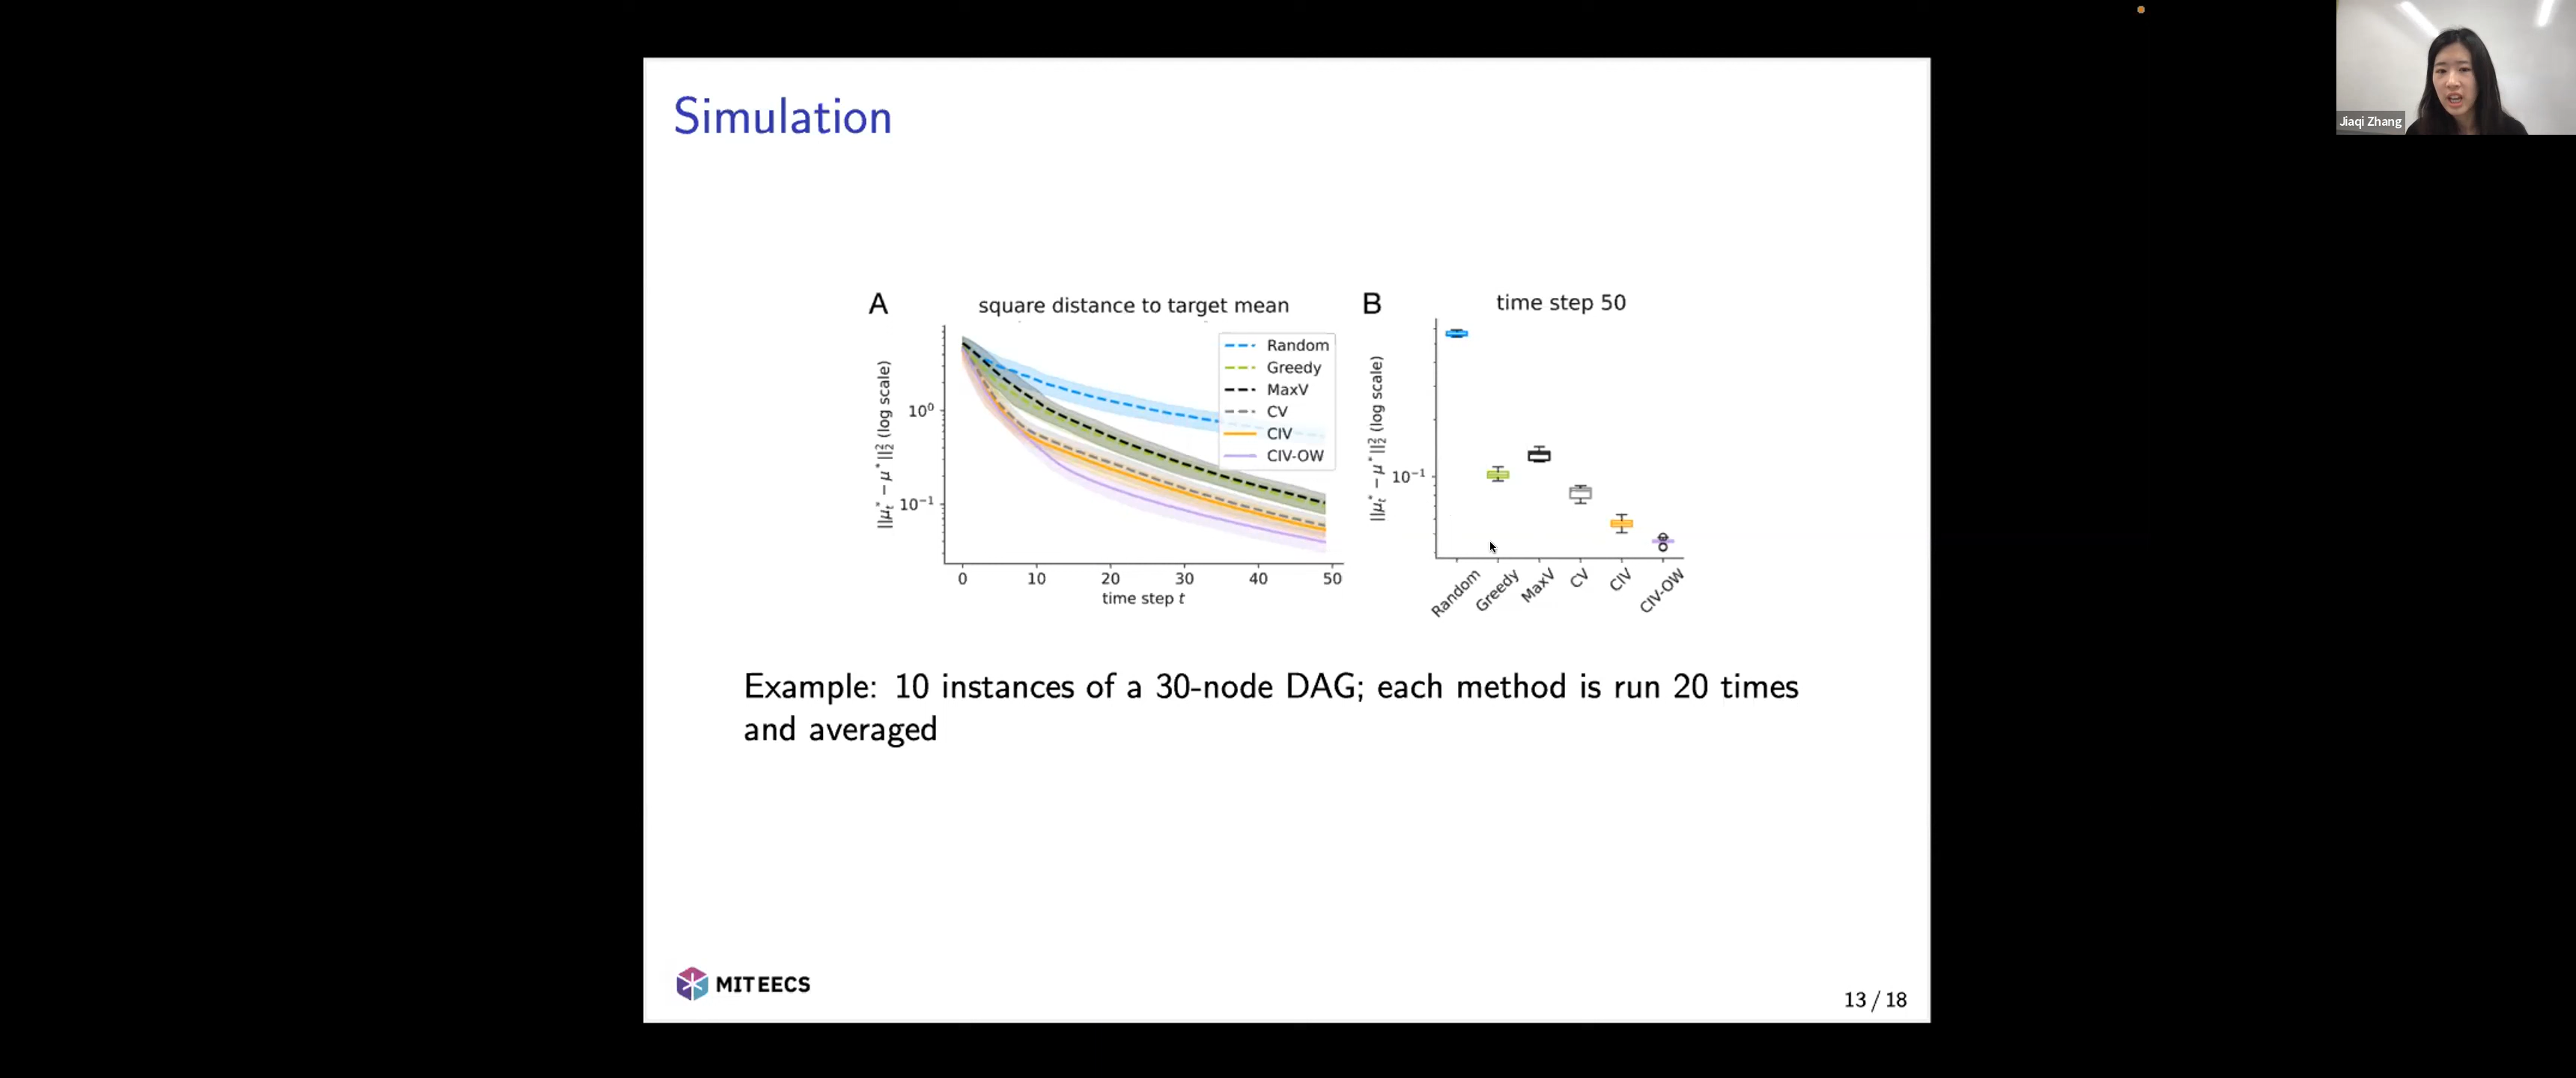 Jiaqi Zhang
Simulation
A
square distance to target mean
||μ*t − μ*||²₂ (log scale)
10⁰
10⁻¹
Random
Greedy
MaxV
CV
CIV
CIV-OW
0 10 20 30 40 50
time step t
B
time step 50
||μ*t − μ*||²₂ (log scale)
10⁻¹
Random Greedy MaxV CV CIV CIV-OW
Example: 10 instances of a 30-node DAG; each method is run 20 times
and averaged
MIT EECS
13 / 18